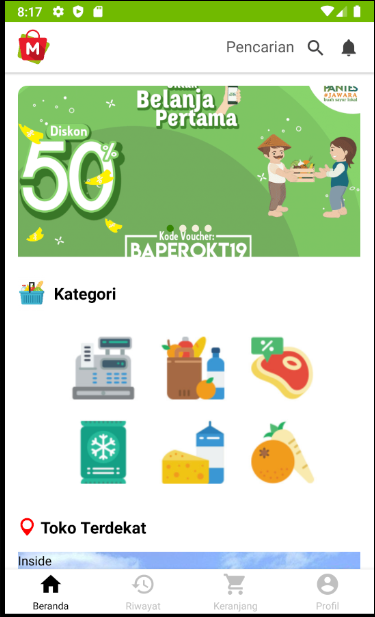 8:17
M
Pencarian
Belanja
Pertama
PANTES
#JAWARA
Diskon
50%
Kode Voucher:
BAPEROKT19
Kategori
%
Toko Terdekat
Inside
Beranda
Riwayat
Keranjang
Profil